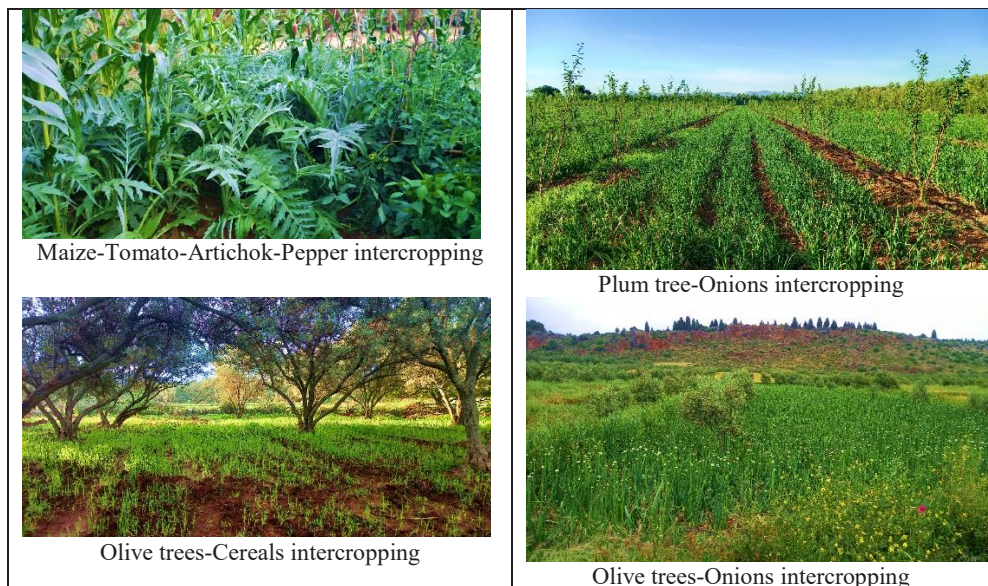 Maize-Tomato-Artichok-Pepper intercropping
Plum tree-Onions intercropping
Olive trees-Cereals intercropping
Olive trees-Onions intercropping